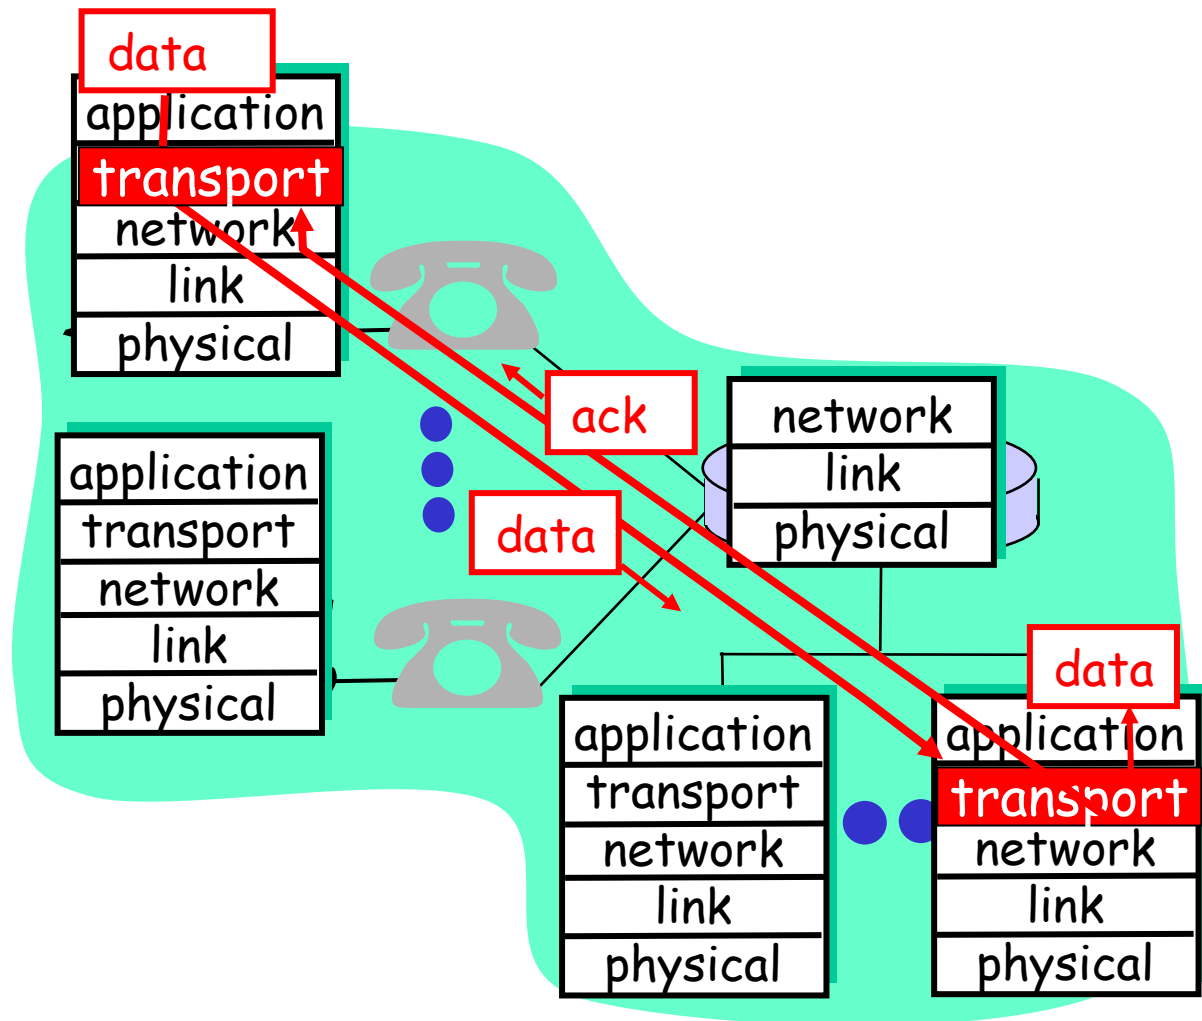 data
application
transport
network
link
physical
ack
network
link
physical
application
transport
network
link
physical
data
data
application
transport
network
link
physical
application
transport
network
link
physical